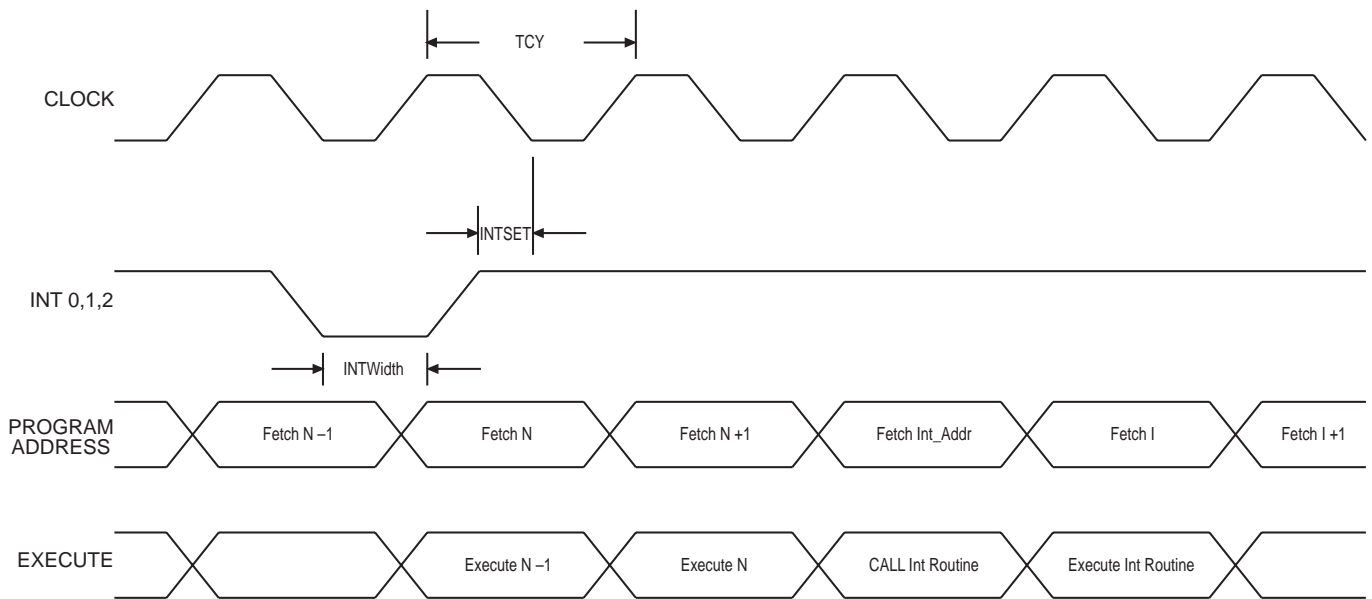 TCY
CLOCK
INTSET
INT 0,1,2
INTWidth
PROGRAM
ADDRESS
Fetch N –1
Fetch N
Fetch N +1
Fetch Int_Addr
Fetch I
Fetch I +1
EXECUTE
Execute N –1
Execute N
CALL Int Routine
Execute Int Routine